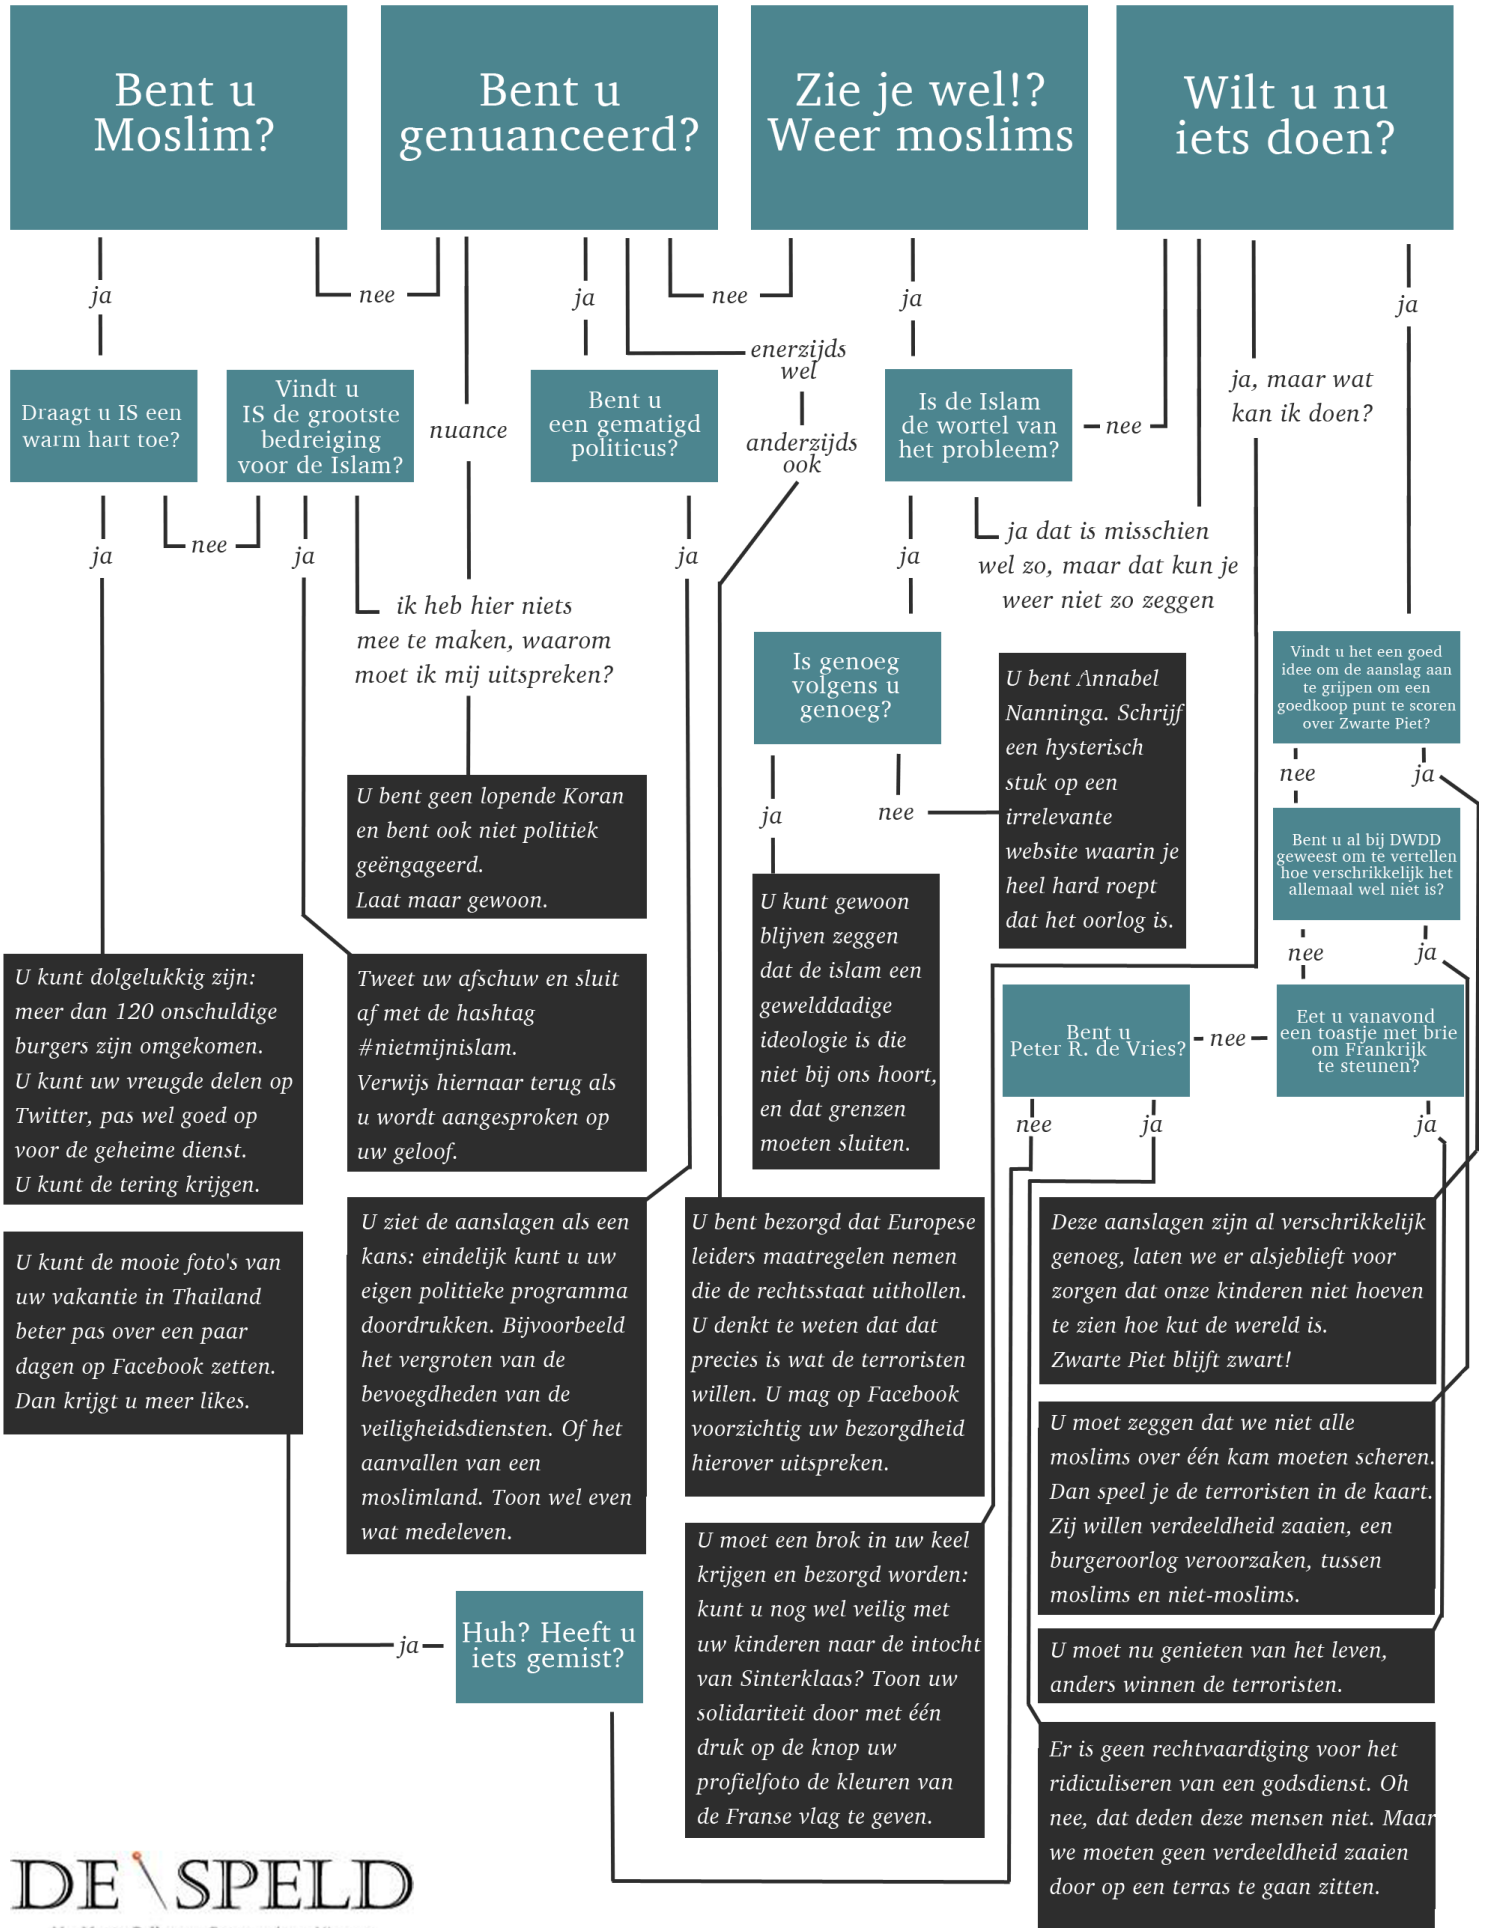 Bent u
Moslim?
Bent u
genuanceerd?
Zie je wel!?
Weer moslims
Wilt u nu
iets doen?
ja
nee
ja
nee
ja
ja
enerzijds
wel
anderzijds
ook
ja, maar wat
kan ik doen?
nuance
Draagt u IS een
warm hart toe?
Vindt u
IS de grootste
bedreiging
voor de Islam?
Bent u
een gematigd
politicus?
Is de Islam
de wortel van
het probleem?
nee
ja
nee
ja
ja
ja
ja dat is misschien
wel zo, maar dat kun je
weer niet zo zeggen
ik heb hier niets
mee te maken, waarom
moet ik mij uitspreken?
Is genoeg
volgens u
genoeg?
ja
nee
U bent Annabel
Nanninga. Schrijf
een hysterisch
stuk op een
irrelevante
website waarin je
heel hard roept
dat het oorlog is.
Vindt u het een goed
idee om de aanslag aan
te grijpen om een
goedkoop punt te scoren
over Zwarte Piet?
nee
ja
U bent geen lopende Koran
en bent ook niet politiek
geëngageerd.
Laat maar gewoon.
Bent u al bij DWDD
geweest om te vertellen
hoe verschrikkelijk het
allemaal wel niet is?
nee
ja
U kunt gewoon
blijven zeggen
dat de islam een
gewelddadige
ideologie is die
niet bij ons hoort,
en dat grenzen
moeten sluiten.
U kunt dolgelukkig zijn:
meer dan 120 onschuldige
burgers zijn omgekomen.
U kunt uw vreugde delen op
Twitter, pas wel goed op
voor de geheime dienst.
U kunt de tering krijgen.
Tweet uw afschuw en sluit
af met de hashtag
#nietmijnislam.
Verwijs hiernaar terug als
u wordt aangesproken op
uw geloof.
Bent u
Peter R. de Vries?
nee
Eet u vanavond
een toastje met brie
om Frankrijk
te steunen?
nee
ja
ja
U kunt de mooie foto's van
uw vakantie in Thailand
beter pas over een paar
dagen op Facebook zetten.
Dan krijgt u meer likes.
U ziet de aanslagen als een
kans: eindelijk kunt u uw
eigen politieke programma
doordrukken. Bijvoorbeeld
het vergroten van de
bevoegdheden van de
veiligheidsdiensten. Of het
aanvallen van een
moslimland. Toon wel even
wat medeleven.
U bent bezorgd dat Europese
leiders maatregelen nemen
die de rechtsstaat uithollen.
U denkt te weten dat dat
precies is wat de terroristen
willen. U mag op Facebook
voorzichtig uw bezorgdheid
hierover uitspreken.
Deze aanslagen zijn al verschrikkelijk
genoeg, laten we er alsjeblieft voor
zorgen dat onze kinderen niet hoeven
te zien hoe kut de wereld is.
Zwarte Piet blijft zwart!
U moet zeggen dat we niet alle
moslims over één kam moeten scheren.
Dan speel je de terroristen in de kaart.
Zij willen verdeeldheid zaaien, een
burgeroorlog veroorzaken, tussen
moslims en niet-moslims.
U moet een brok in uw keel
krijgen en bezorgd worden:
kunt u nog wel veilig met
uw kinderen naar de intocht
van Sinterklaas? Toon uw
solidariteit door met één
druk op de knop uw
profielfoto de kleuren van
de Franse vlag te geven.
ja
Huh? Heeft u
iets gemist?
U moet nu genieten van het leven,
anders winnen de terroristen.
Er is geen rechtvaardiging voor het
ridiculiseren van een godsdienst. Oh
nee, dat deden deze mensen niet. Maar
we moeten geen verdeeldheid zaaien
door op een terras te gaan zitten.
DE SPELD